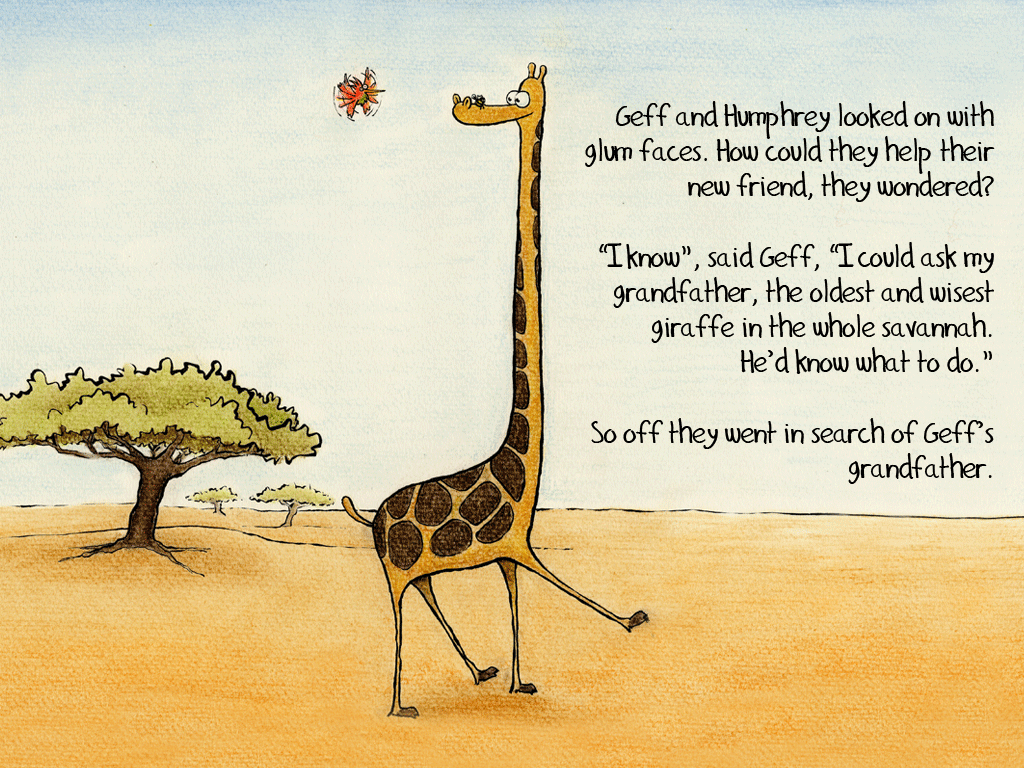 Geff and Humphrey looked on with
glum faces. How could they help their
new friend, they wondered?
“I know”, said Geff, “I could ask my
grandfather, the oldest and wisest
giraffe in the whole savannah.
He’d know what to do.”
So off they went in search of Geff’s
grandfather.